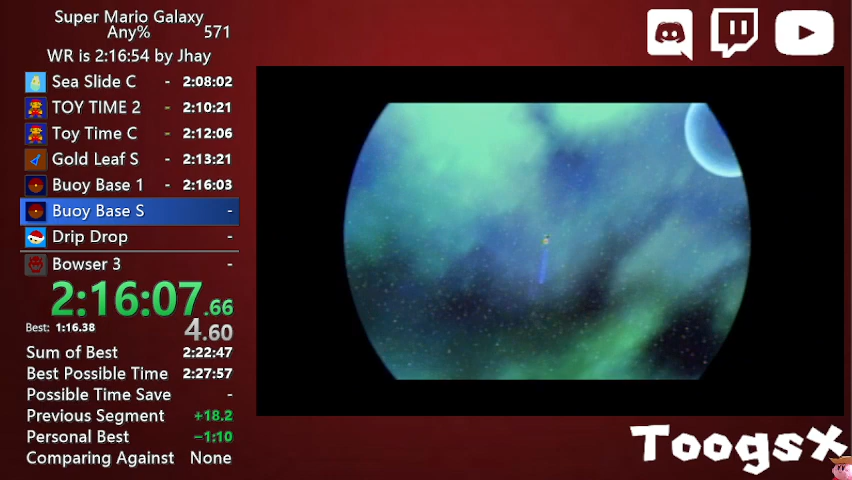 Super Mario Galaxy
Any% 571
WR is 2:16:54 by Jhay
Sea Slide C - 2:08:02
TOY TIME 2 - 2:10:21
Toy Time C - 2:12:06
Gold Leaf S - 2:13:21
Buoy Base 1 - 2:16:03
Buoy Base S -
Drip Drop -
Bowser 3 -
2:16:07.66
Best: 1:16.38 4.60
Sum of Best 2:22:47
Best Possible Time 2:27:57
Possible Time Save -
Previous Segment +18.2
Personal Best −1:10
Comparing Against None
ToogsX